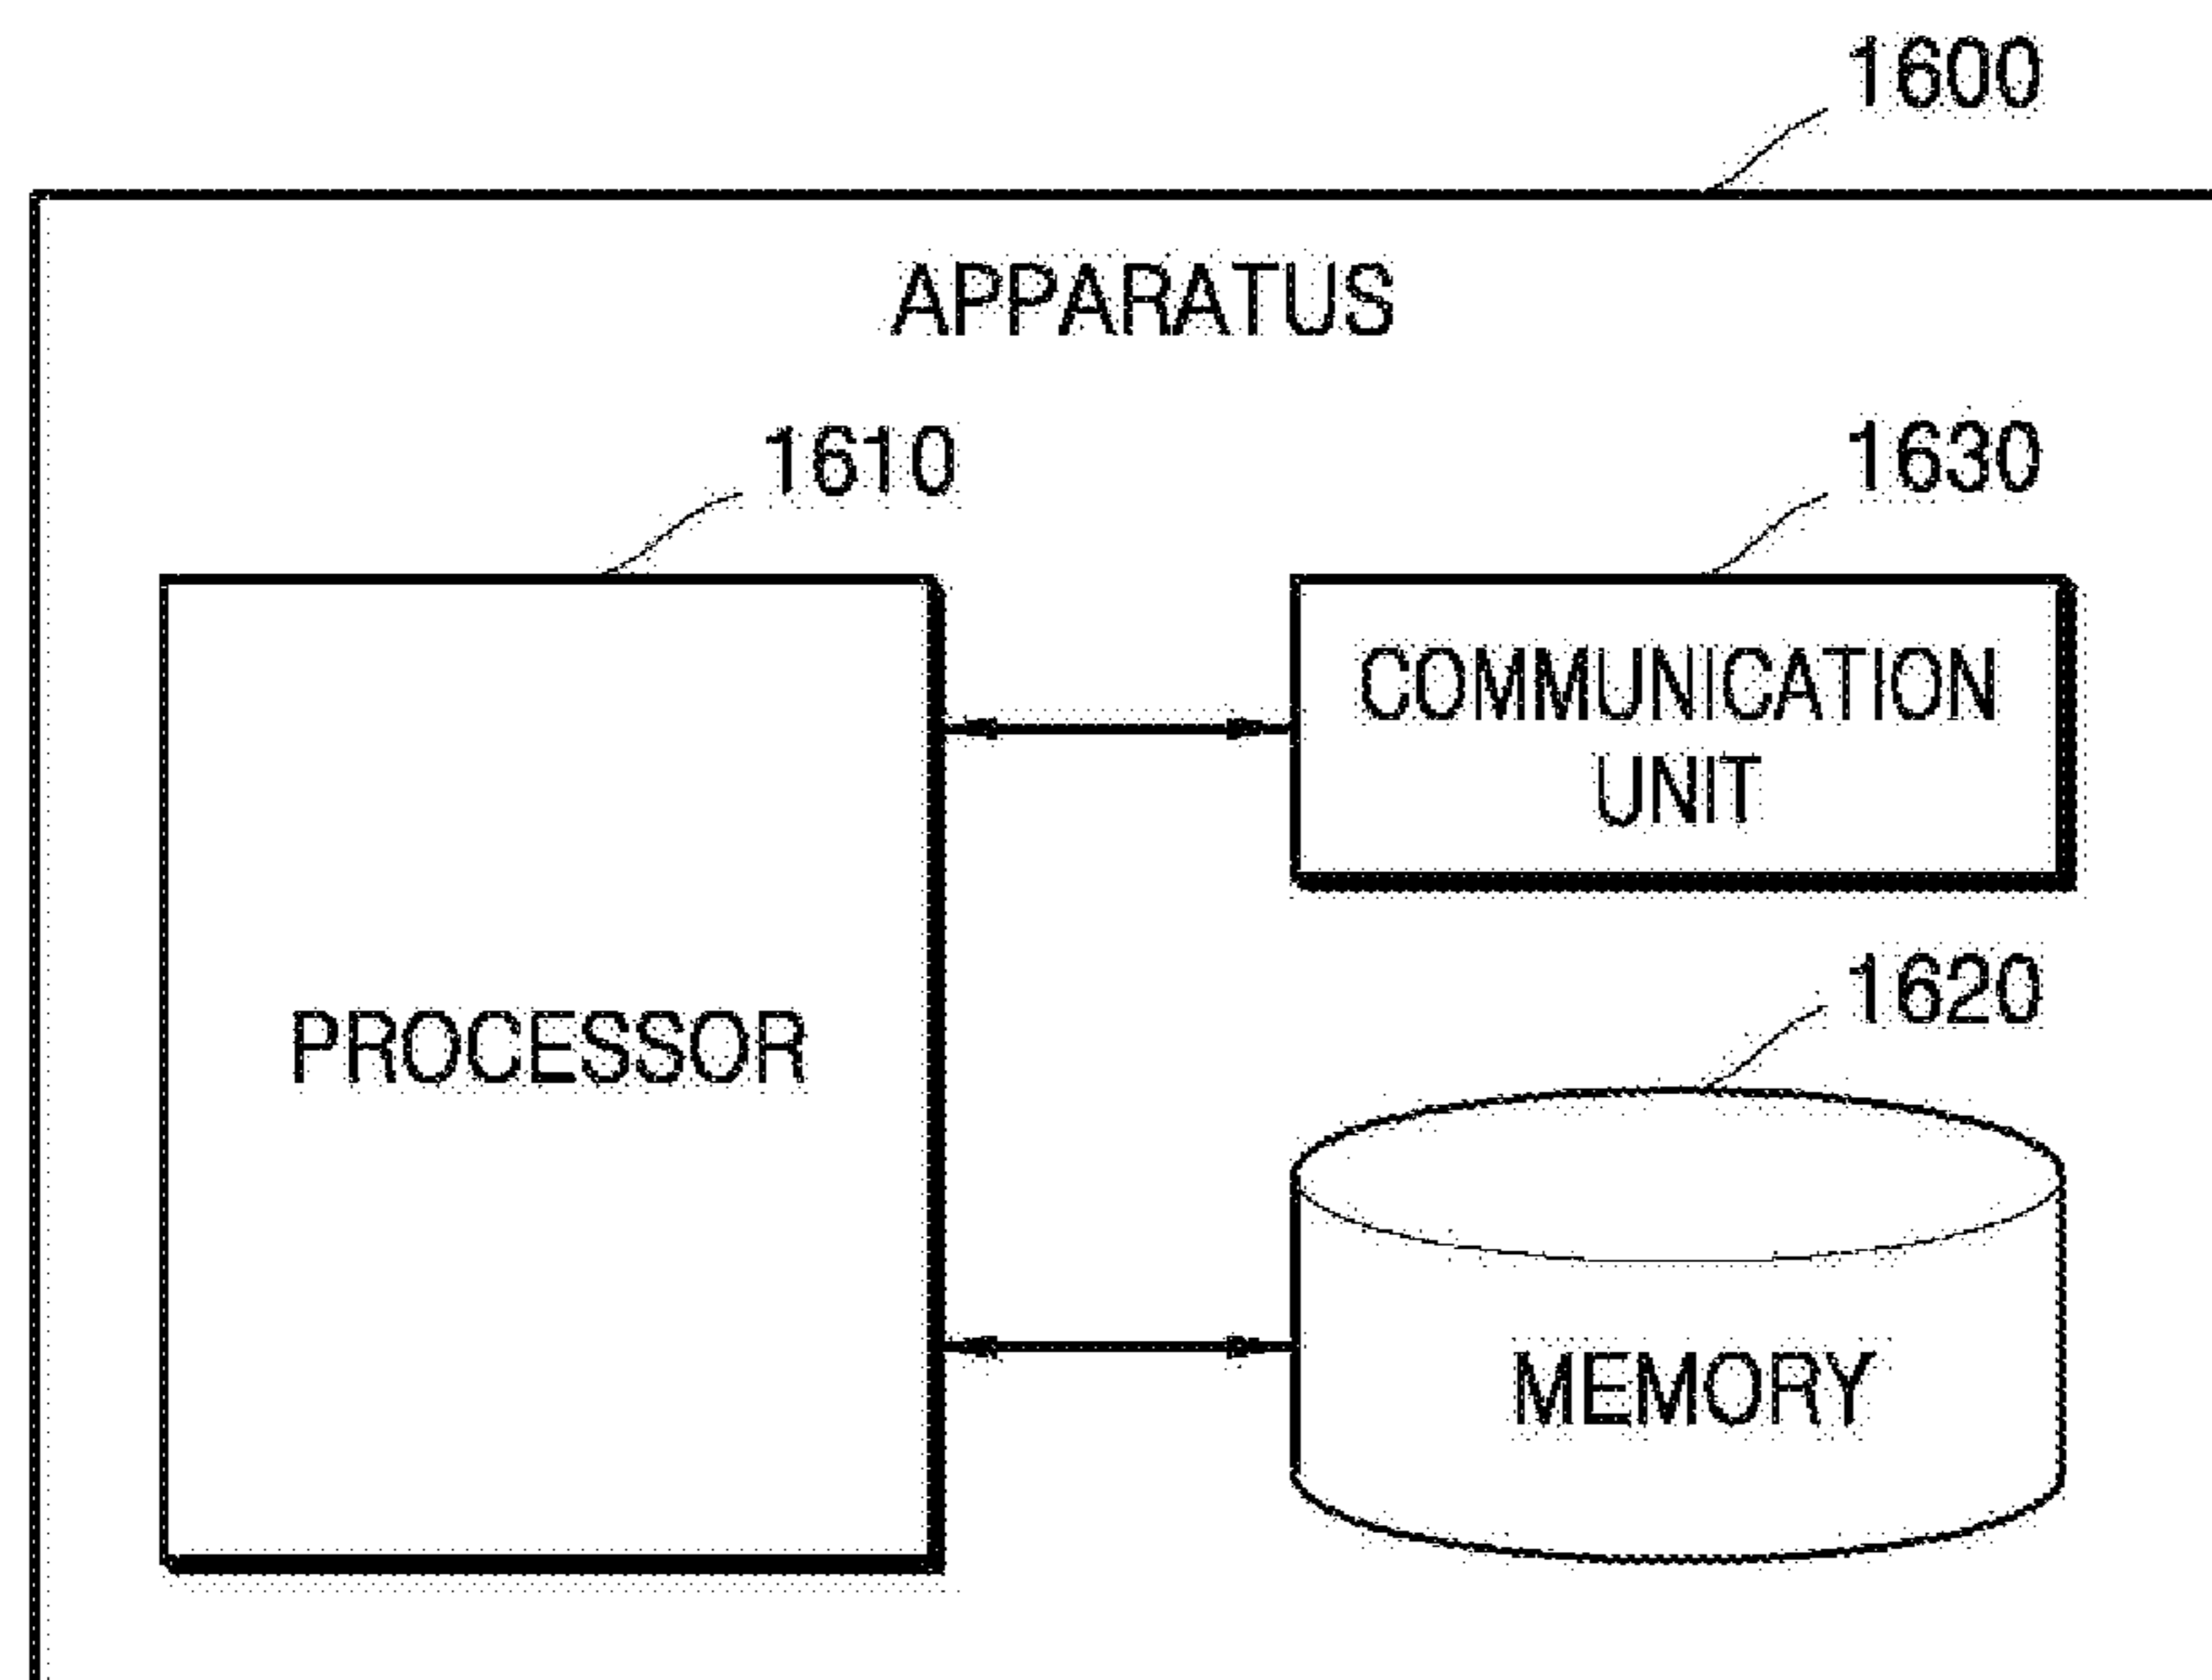 1600
APPARATUS
1610
1630
COMMUNICATION
UNIT
PROCESSOR
1620
MEMORY